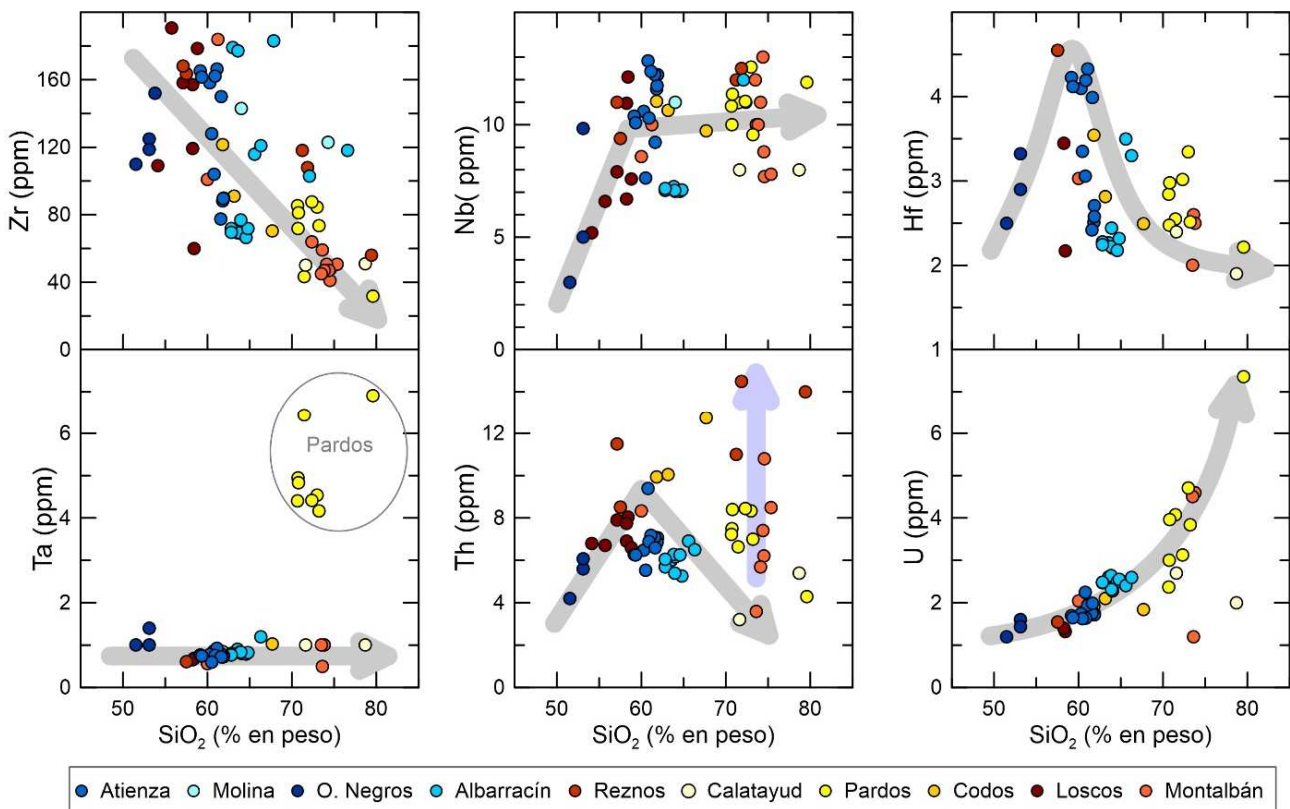 160
120
80
40
0
Zr (ppm)
15
10
5
0
Nb( ppm)
4
3
2
1
Hf (ppm)
6
4
2
0
Ta (ppm)
Pardos
12
8
4
0
Th (ppm)
1
6
4
2
0
U (ppm)
50 60 70 80
SiO2 (% en peso)
50 60 70 80
SiO2 (% en peso)
50 60 70 80
SiO2 (% en peso)
Atienza Molina O. Negros Albarracín Reznos Calatayud Pardos Codos Loscos Montalbán